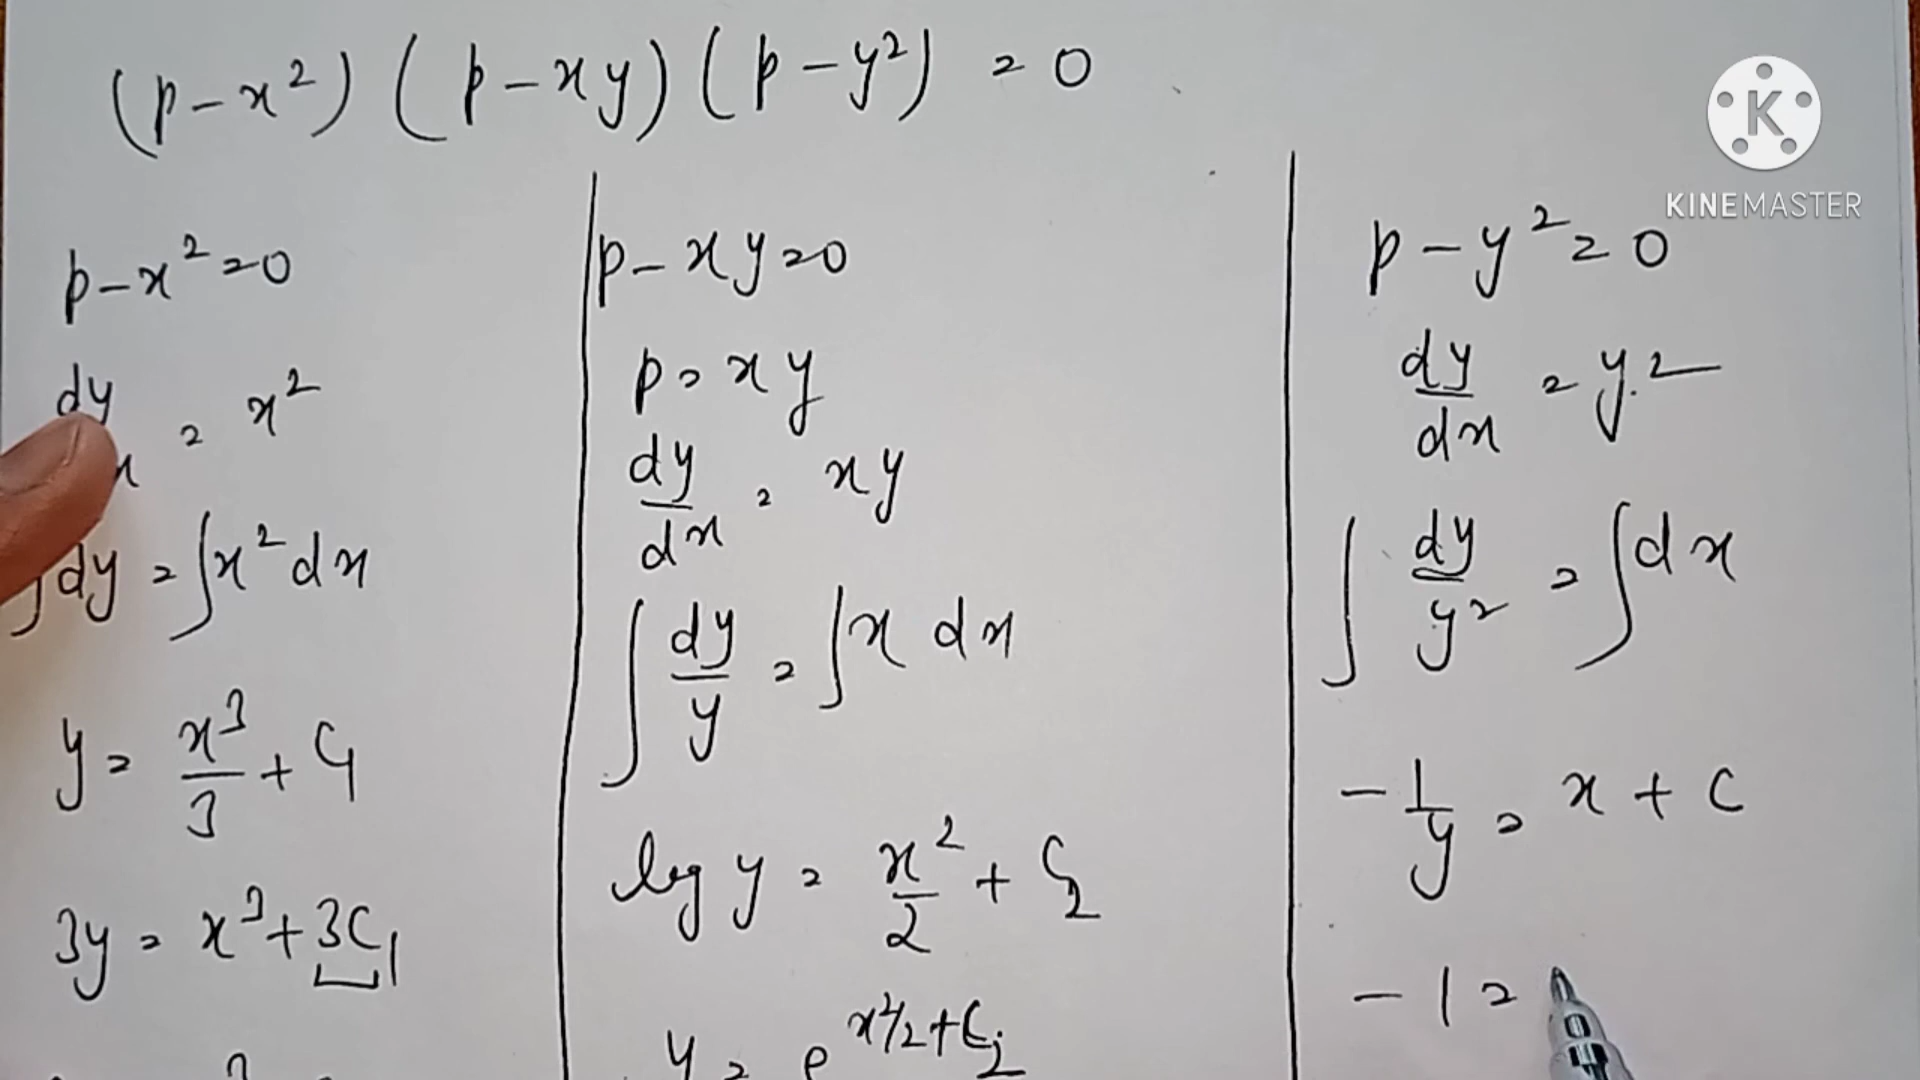 (p - x²) (p - xy) (p - y²) = 0
p - x² = 0
dy = x²
∫dy = ∫x² dx
y = x³/3 + C₁
3y = x³ + 3C₁
p - xy = 0
p = xy
dy/dx = xy
∫ dy/y = ∫x dx
log y = x²/2 + C₂
y = e^(x²/2 + C₂)
p - y² = 0
dy/dx = y²
∫ dy/y² = ∫dx
-1/y = x + C
-1 =
K
KINEMASTER